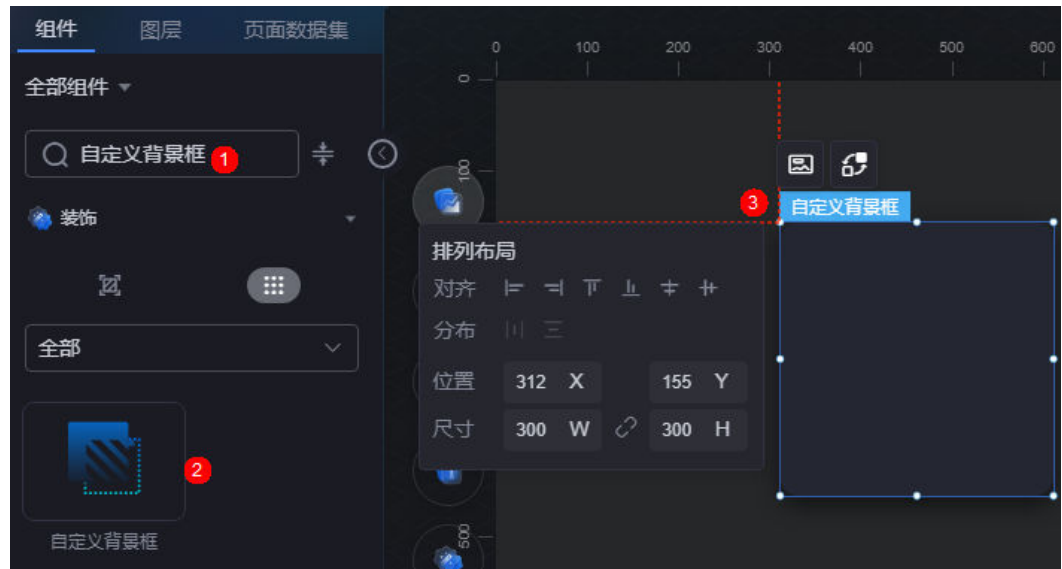 组件 图层 页面数据集
全部组件
自定义背景框 1
装饰
全部
2
自定义背景框
0 100 200 300 400 500 600
0
100
500
3 自定义背景框
排列布局
对齐
分布
位置 312 X 155 Y
尺寸 300 W 300 H